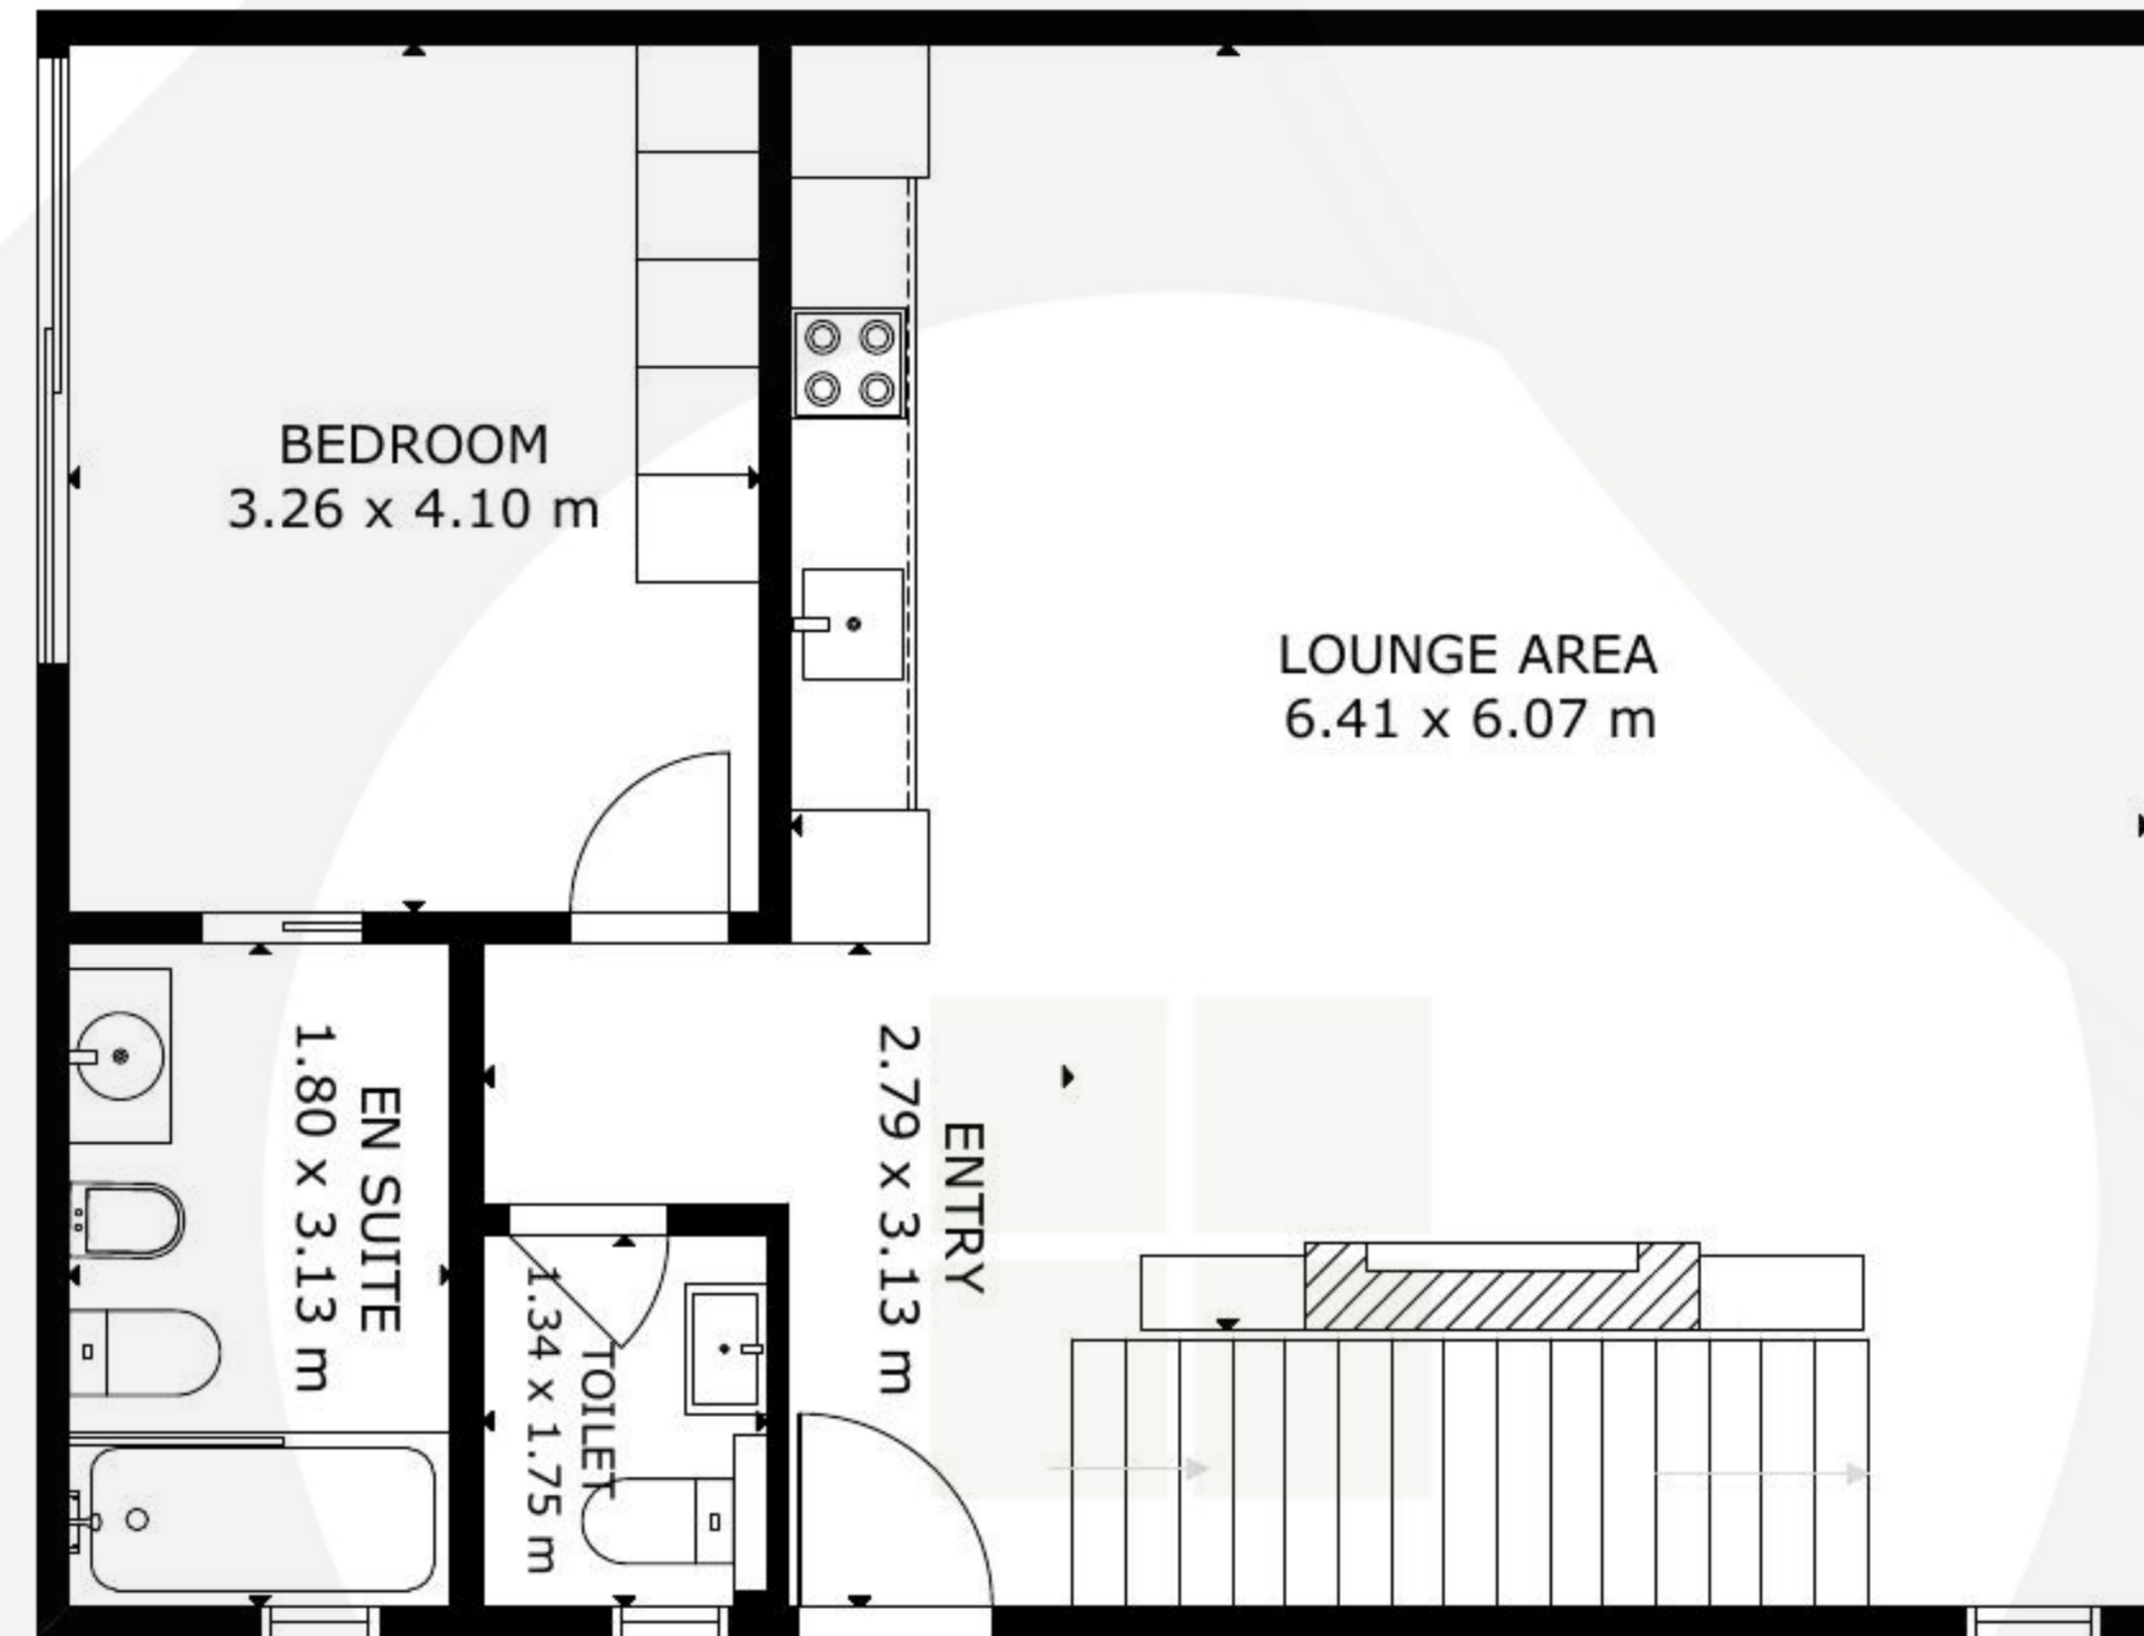 BEDROOM
3.26 x 4.10 m
LOUNGE AREA
6.41 x 6.07 m
EN SUITE
1.80 x 3.13 m
TOILET
1.34 x 1.75 m
ENTRY
2.79 x 3.13 m